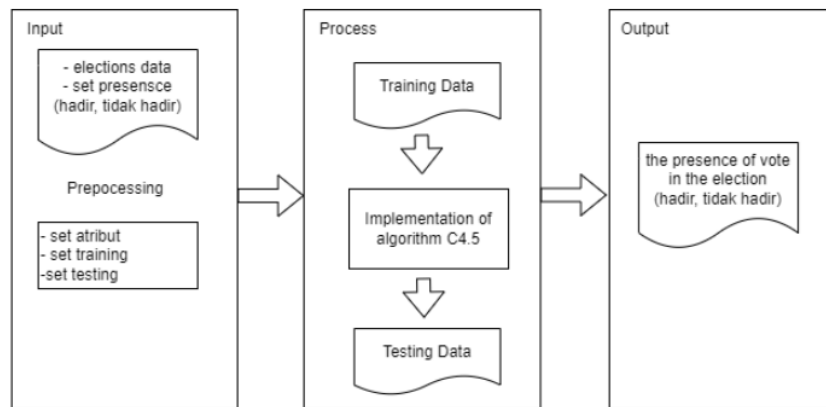 Input
- elections data
- set presensce
(hadir, tidak hadir)
Prepocessing
- set atribut
- set training
-set testing
Process
Training Data
Implementation of
algorithm C4.5
Testing Data
Output
the presence of vote
in the election
(hadir, tidak hadir)